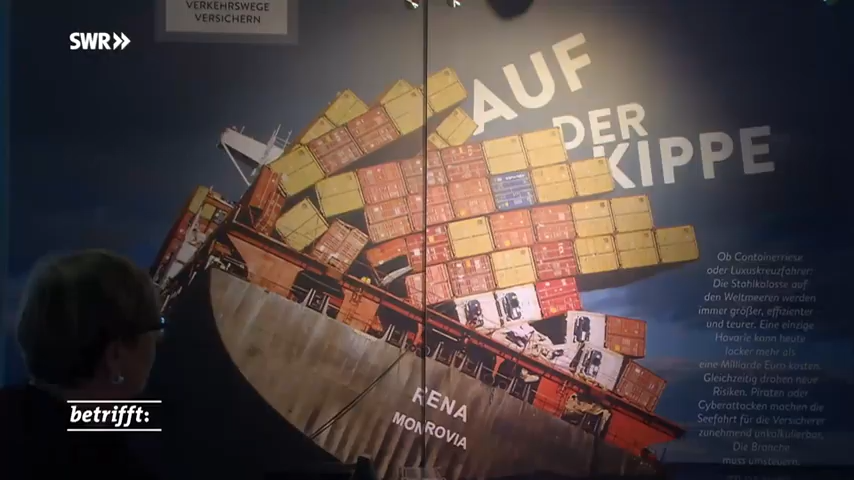 VERKEHRSWEGE
VERSICHERN
SWR
AUF
DER
KIPPE
Ob Containerriese
oder Luxuskreuzfahrer:
Die Stahlkolosse auf
den Weltmeeren werden
immer größer, effizienter
und teurer. Eine einzige
Havarie kann heute
locker mehr als
eine Milliarde Euro kosten.
Gleichzeitig drohen neue
Risiken. Piraten oder
Cyberattacken machen die
Seefahrt für die Versicherer
zunehmend unkalkulierbar.
Die Branche
muss umsteuern.
RENA
MONROVIA
betrifft: